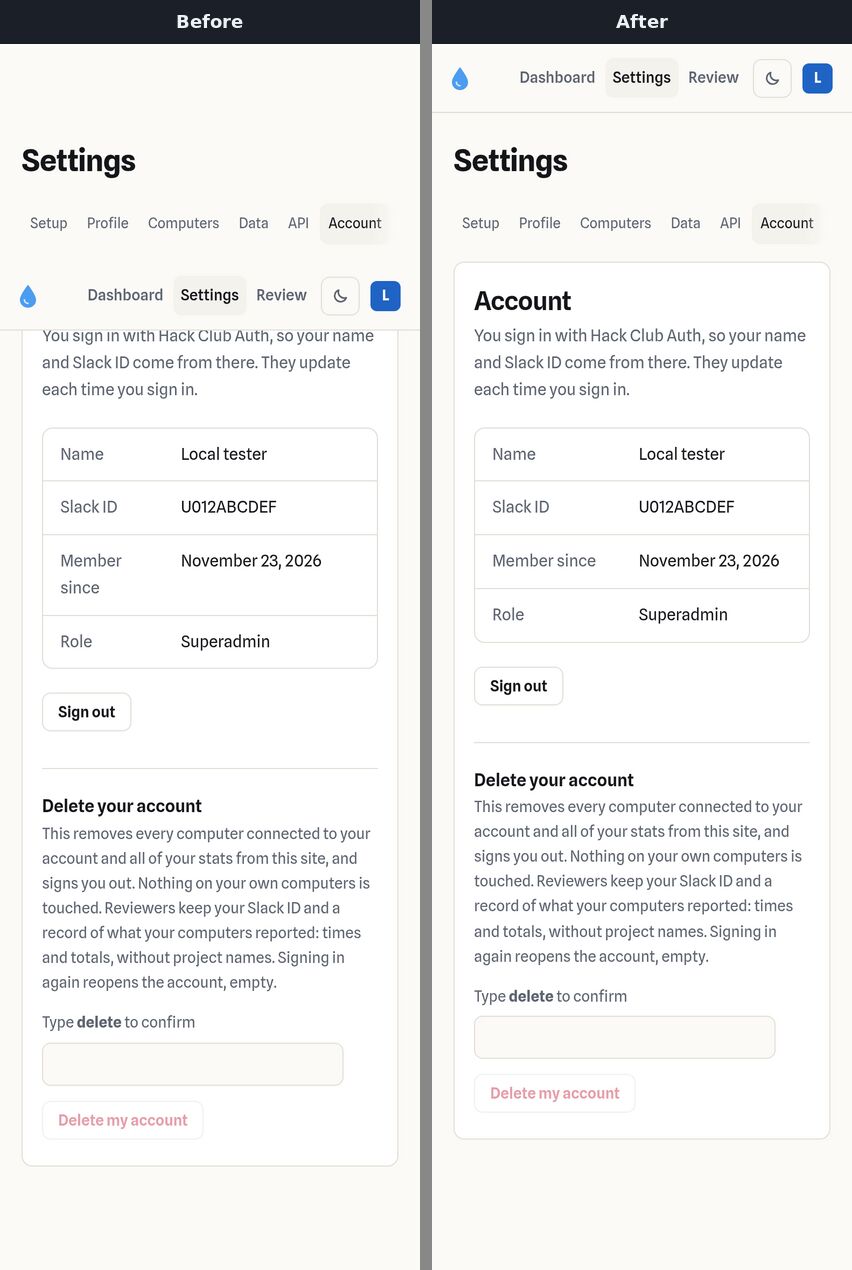 Before
Settings
Setup Profile Computers Data API Account
Dashboard Settings Review L
You sign in with Hack Club Auth, so your name
and Slack ID come from there. They update
each time you sign in.
Name Local tester
Slack ID U012ABCDEF
Member since November 23, 2026
Role Superadmin
Sign out
Delete your account
This removes every computer connected to your
account and all of your stats from this site, and
signs you out. Nothing on your own computers is
touched. Reviewers keep your Slack ID and a
record of what your computers reported: times
and totals, without project names. Signing in
again reopens the account, empty.
Type delete to confirm
Delete my account
After
Dashboard Settings Review L
Settings
Setup Profile Computers Data API Account
Account
You sign in with Hack Club Auth, so your name
and Slack ID come from there. They update
each time you sign in.
Name Local tester
Slack ID U012ABCDEF
Member since November 23, 2026
Role Superadmin
Sign out
Delete your account
This removes every computer connected to your
account and all of your stats from this site, and
signs you out. Nothing on your own computers is
touched. Reviewers keep your Slack ID and a
record of what your computers reported: times
and totals, without project names. Signing in
again reopens the account, empty.
Type delete to confirm
Delete my account